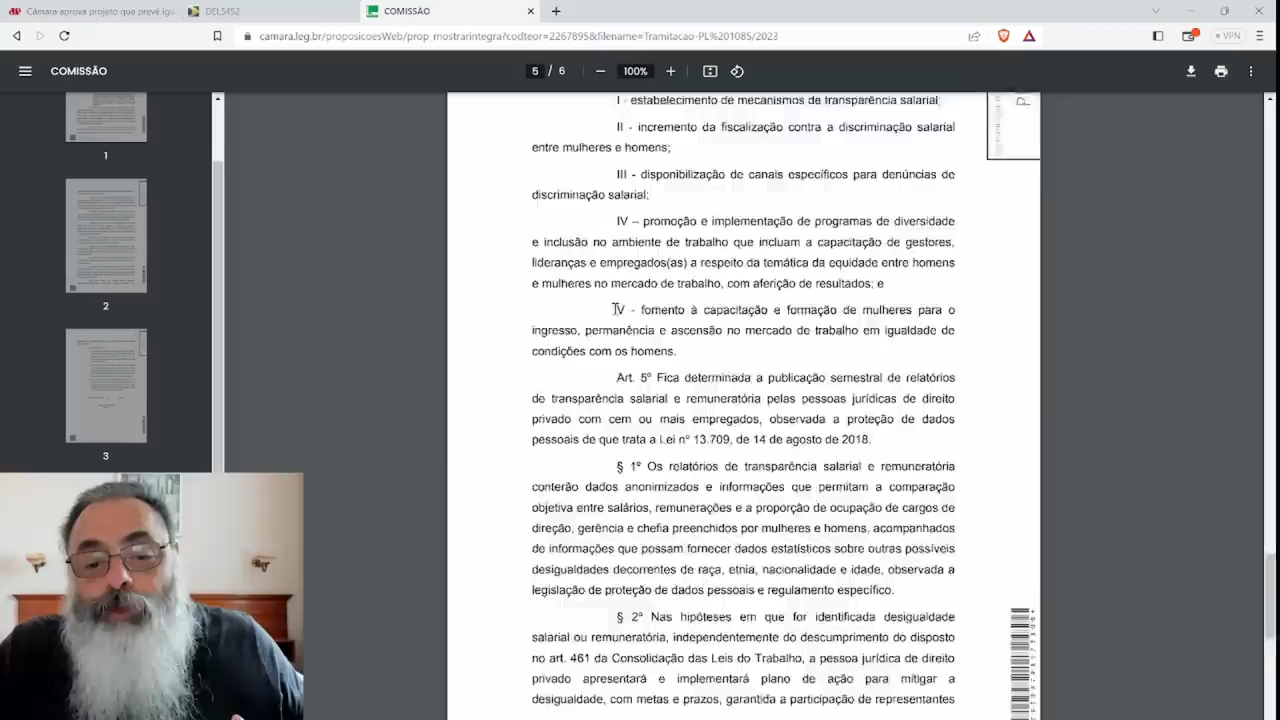 Câmara aprova projeto que prevê igu
DEL5452
COMISSÃO
camara.leg.br/proposicoesWeb/prop_mostrarintegra?codteor=2267895&filename=Tramitacao-PL%201085/2023
VPN
COMISSÃO
5 / 6
100%
1
2
3
I - estabelecimento de mecanismos de transparência salarial;
II - incremento da fiscalização contra a discriminação salarial
entre mulheres e homens;
III - disponibilização de canais específicos para denúncias de
discriminação salarial;
IV – promoção e implementação de programas de diversidade
e inclusão no ambiente de trabalho que incluam a capacitação de gestores,
lideranças e empregados(as) a respeito da temática da equidade entre homens
e mulheres no mercado de trabalho, com aferição de resultados; e
V - fomento à capacitação e formação de mulheres para o
ingresso, permanência e ascensão no mercado de trabalho em igualdade de
condições com os homens.
Art. 5º Fica determinada a publicação semestral de relatórios
de transparência salarial e remuneratória pelas pessoas jurídicas de direito
privado com cem ou mais empregados, observada a proteção de dados
pessoais de que trata a Lei nº 13.709, de 14 de agosto de 2018.
§ 1º Os relatórios de transparência salarial e remuneratória
conterão dados anonimizados e informações que permitam a comparação
objetiva entre salários, remunerações e a proporção de ocupação de cargos de
direção, gerência e chefia preenchidos por mulheres e homens, acompanhados
de informações que possam fornecer dados estatísticos sobre outras possíveis
desigualdades decorrentes de raça, etnia, nacionalidade e idade, observada a
legislação de proteção de dados pessoais e regulamento específico.
§ 2º Nas hipóteses em que for identificada desigualdade
salarial ou remuneratória, independentemente do descumprimento do disposto
no art. 461 da Consolidação das Leis do Trabalho, a pessoa jurídica de direito
privado apresentará e implementará plano de ação para mitigar a
desigualdade, com metas e prazos, garantida a participação de representantes